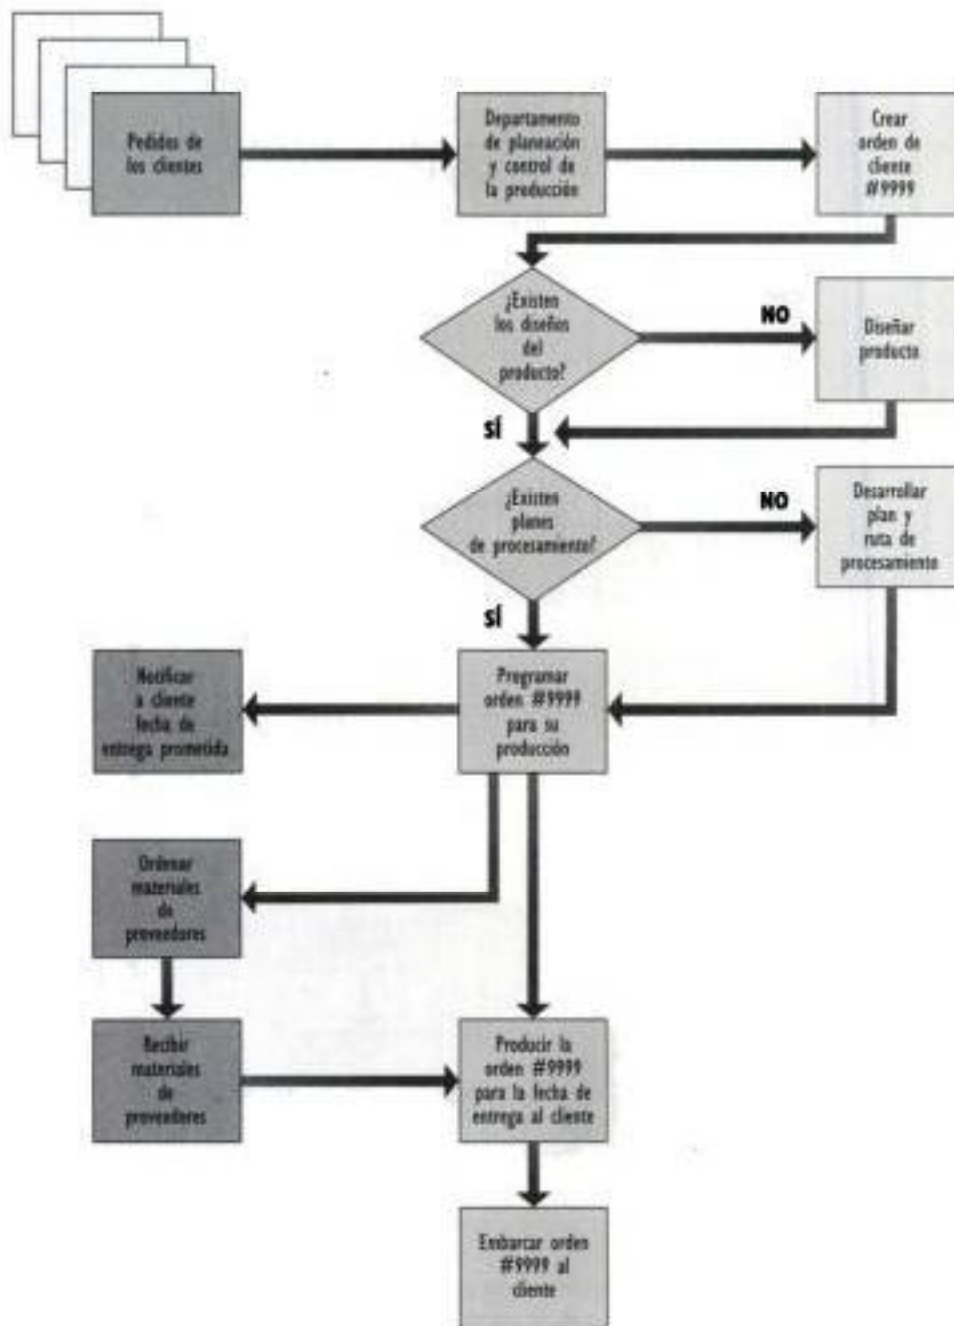 Pedidos de
los clientes
Departamento
de planeación
y control de
la producción
Crear
orden de
cliente
#9999
¿Existen
los diseños
del
producto?
NO
Diseñar
producto
SÍ
¿Existen
planes
de procesamiento?
NO
Desarrollar
plan y
ruta de
procesamiento
SÍ
Notificar
a cliente
fecha de
entrega prometida
Programar
orden #9999
para su
producción
Ordenar
materiales
de
proveedores
Recibir
materiales
de
proveedores
Producir la
orden #9999
para la fecha de
entrega al cliente
Embarcar orden
#9999 al
cliente